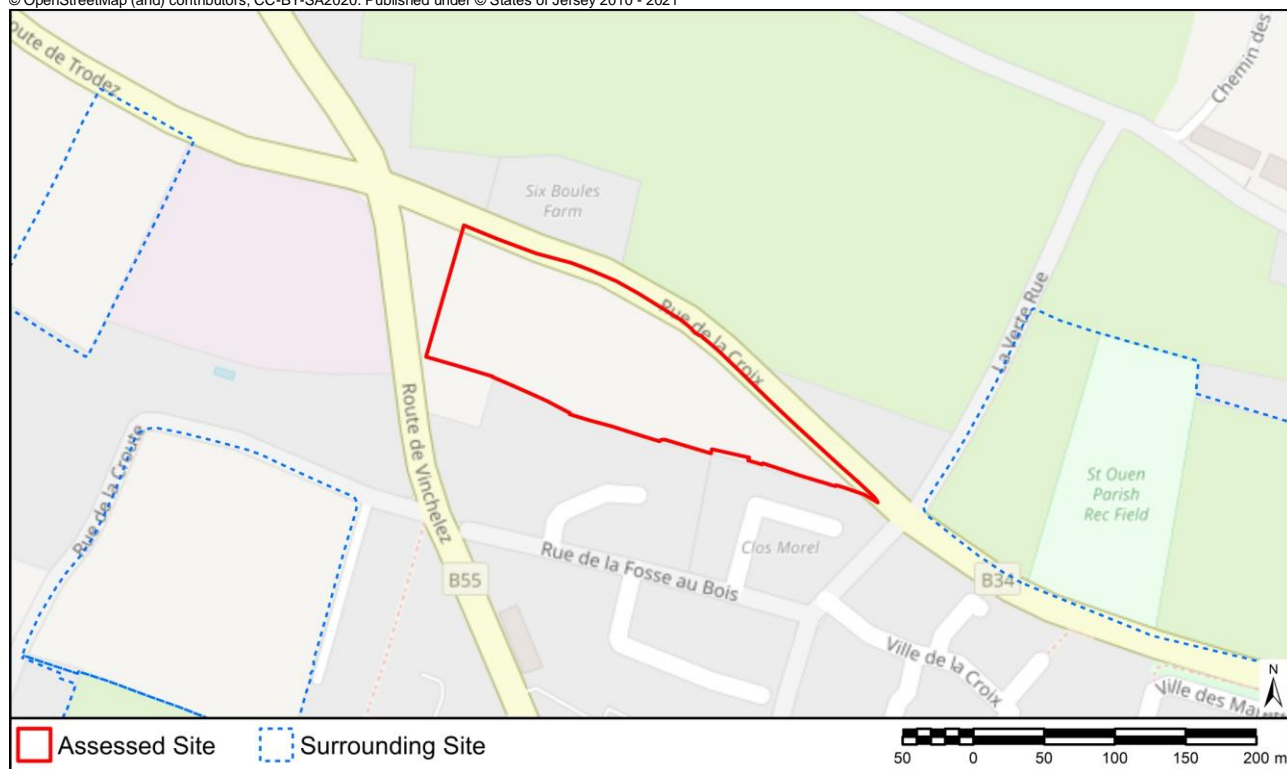 © OpenStreetMap (and) contributors, CC-BY-SA2020. Published under © States of Jersey 2010 - 2021
oute de Trodez
Chemin des
Six Boules
Farm
Rue de la Croix
La Verte Rue
Route de Vinchelez
Rue de la Croute
St Ouen
Parish
Rec Field
Clos Morel
Rue de la Fosse au Bois
B55
B34
Ville de la Croix
Ville des Ma
N
Assessed Site
Surrounding Site
50 0 50 100 150 200 m